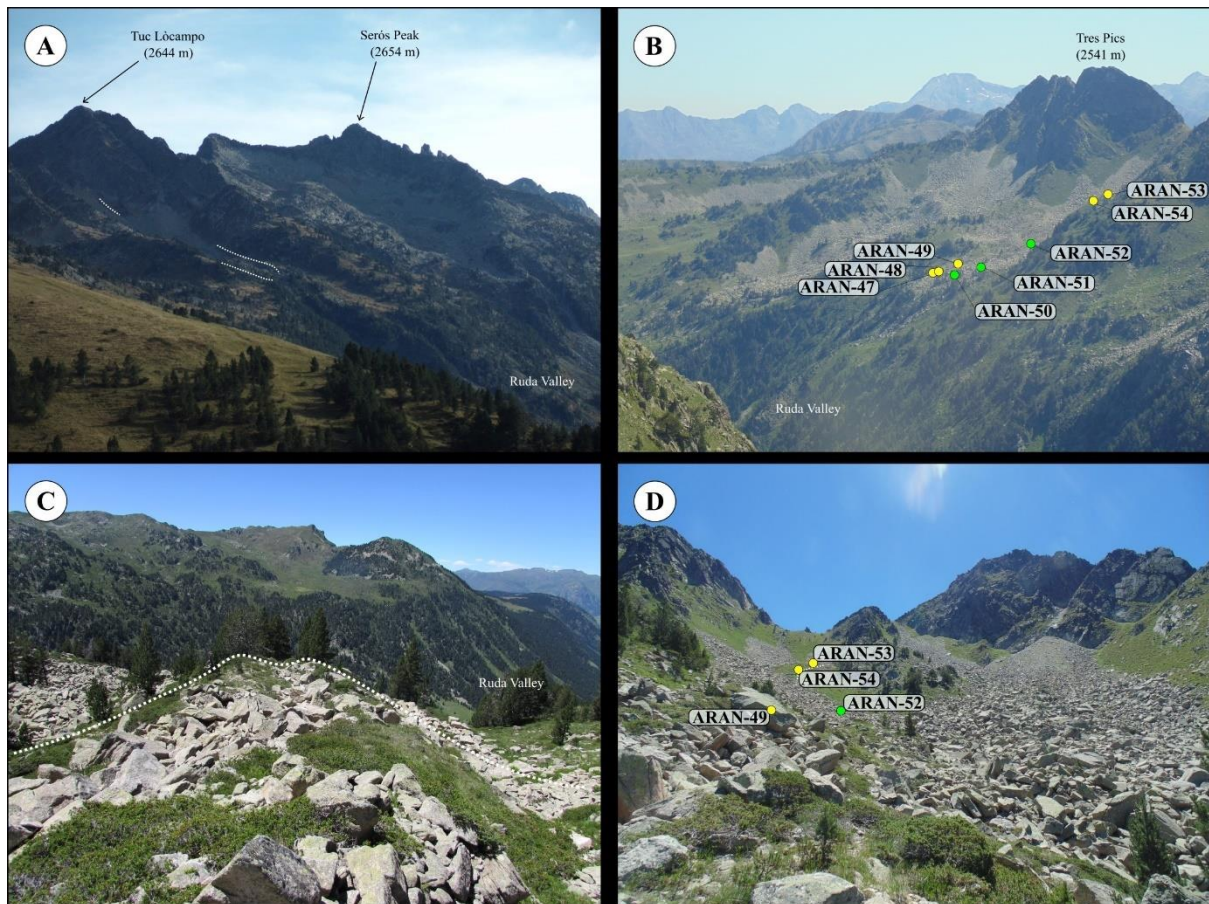 A
Tuc Lòcampo
(2644 m)
Serós Peak
(2654 m)
Ruda Valley
B
Tres Pics
(2541 m)
ARAN-53
ARAN-54
ARAN-49
ARAN-52
ARAN-48
ARAN-51
ARAN-47
ARAN-50
Ruda Valley
C
Ruda Valley
D
ARAN-53
ARAN-54
ARAN-49
ARAN-52